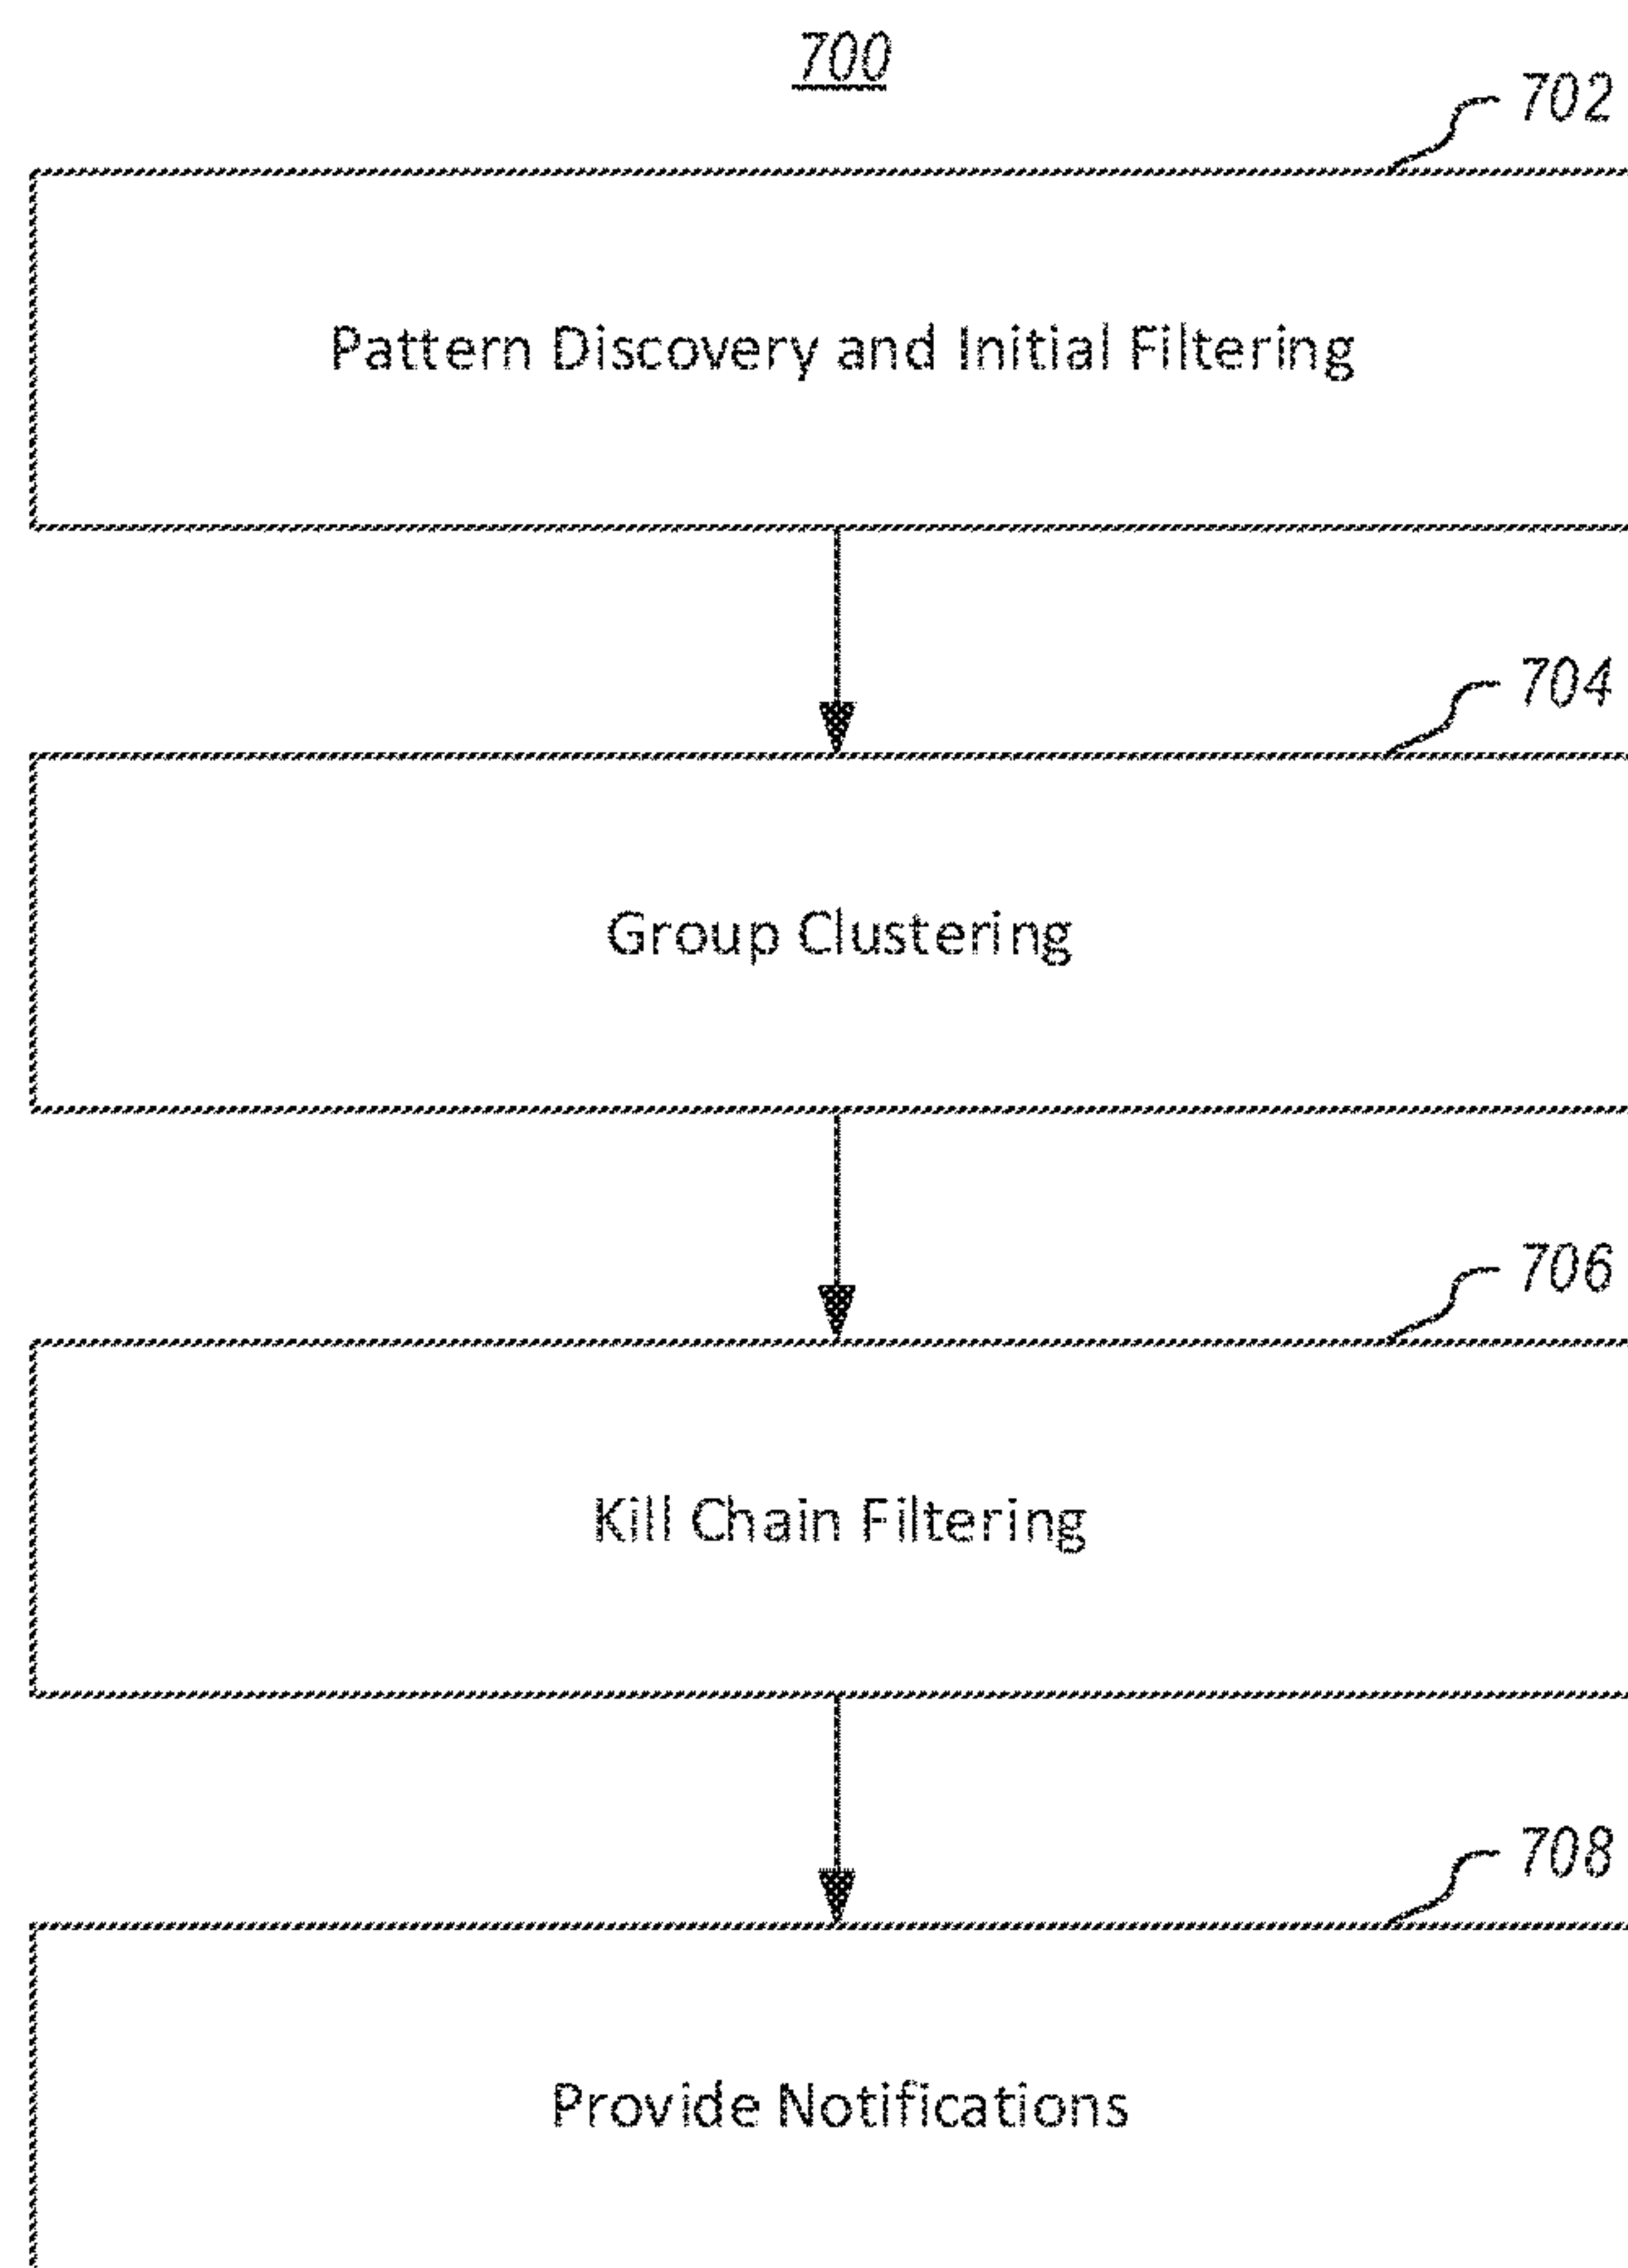 700
702
Pattern Discovery and Initial Filtering
704
Group Clustering
706
Kill Chain Filtering
708
Provide Notifications